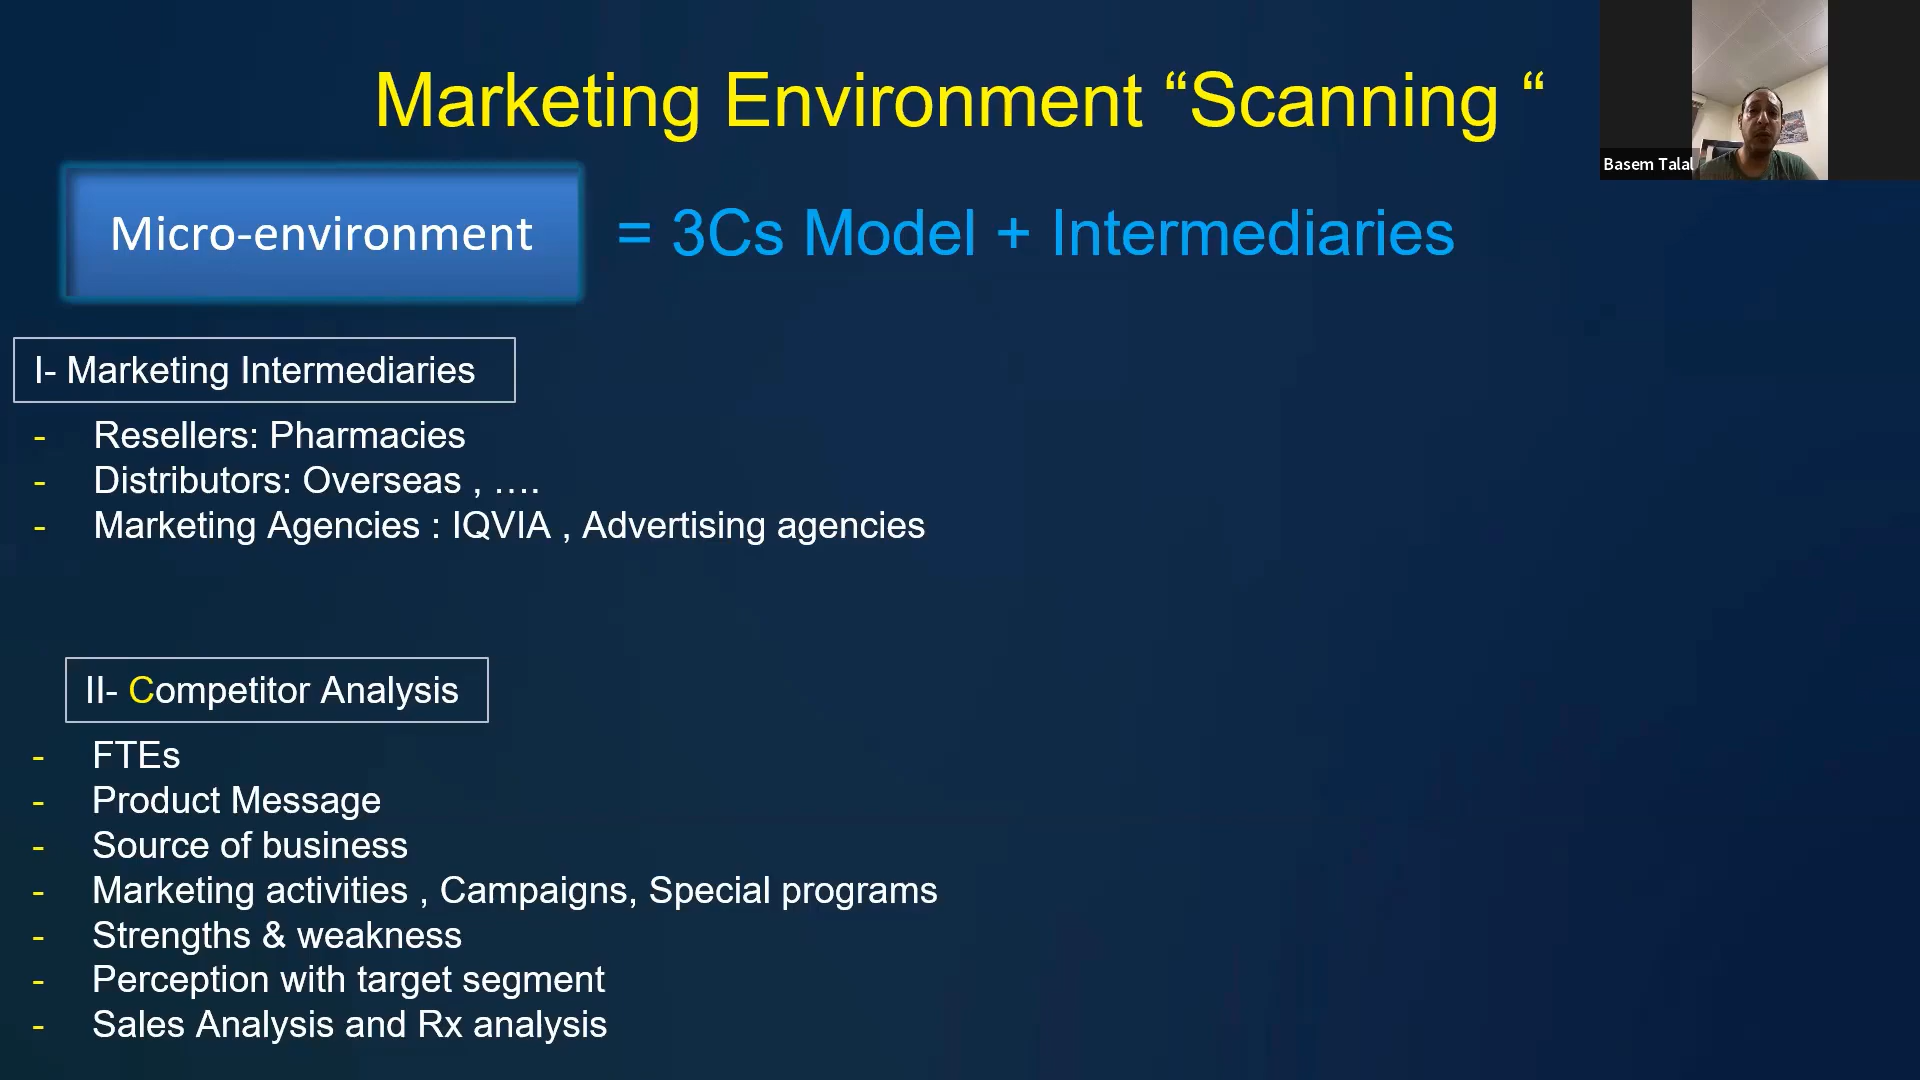 Marketing Environment “Scanning “
Basem Talal
Micro-environment
= 3Cs Model + Intermediaries
I- Marketing Intermediaries
- Resellers: Pharmacies
- Distributors: Overseas , ....
- Marketing Agencies : IQVIA , Advertising agencies
II- Competitor Analysis
- FTEs
- Product Message
- Source of business
- Marketing activities , Campaigns, Special programs
- Strengths & weakness
- Perception with target segment
- Sales Analysis and Rx analysis